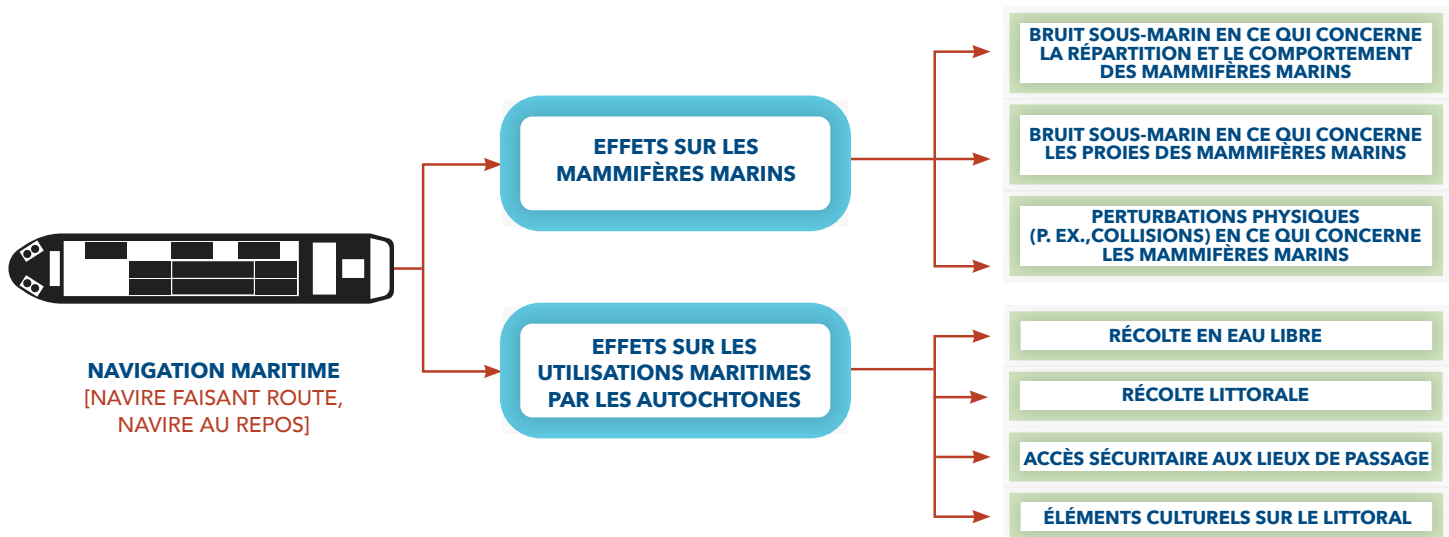 NAVIGATION MARITIME
[NAVIRE FAISANT ROUTE,
NAVIRE AU REPOS]
EFFETS SUR LES
MAMMIFÈRES MARINS
BRUIT SOUS-MARIN EN CE QUI CONCERNE
LA RÉPARTITION ET LE COMPORTEMENT
DES MAMMIFÈRES MARINS
BRUIT SOUS-MARIN EN CE QUI CONCERNE
LES PROIES DES MAMMIFÈRES MARINS
PERTURBATIONS PHYSIQUES
(P. EX.,COLLISIONS) EN CE QUI CONCERNE
LES MAMMIFÈRES MARINS
EFFETS SUR LES
UTILISATIONS MARITIMES
PAR LES AUTOCHTONES
RÉCOLTE EN EAU LIBRE
RÉCOLTE LITTORALE
ACCÈS SÉCURITAIRE AUX LIEUX DE PASSAGE
ÉLÉMENTS CULTURELS SUR LE LITTORAL